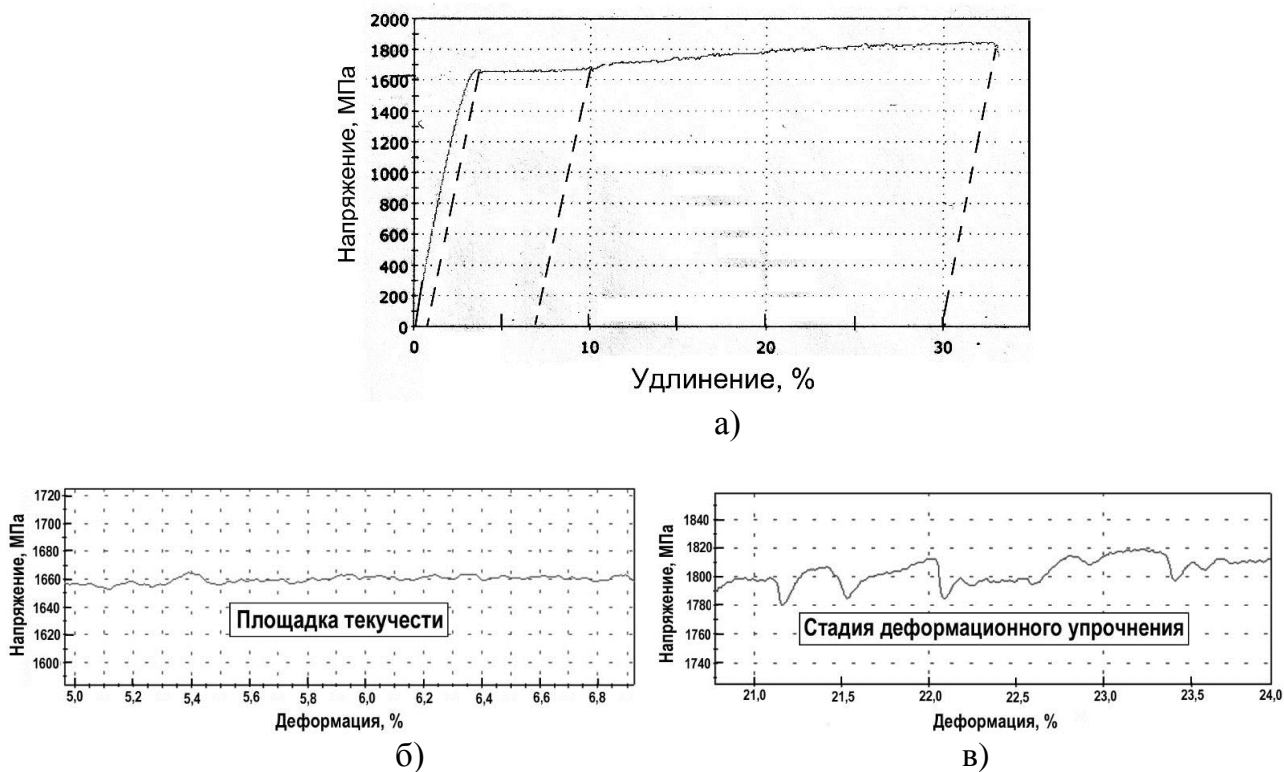 Напряжение, МПа
2000
1800
1600
1400
1200
1000
800
600
400
200
0
0 10 20 30
Удлинение, %
а)
Напряжение, МПа
1720
1700
1680
1660
1640
1620
1600
Площадка текучести
5,0 5,2 5,4 5,6 5,8 6,0 6,2 6,4 6,6 6,8
Деформация, %
б)
Напряжение, МПа
1840
1820
1800
1780
1760
1740
Стадия деформационного упрочнения
21,0 21,5 22,0 22,5 23,0 23,5 24,0
Деформация, %
в)